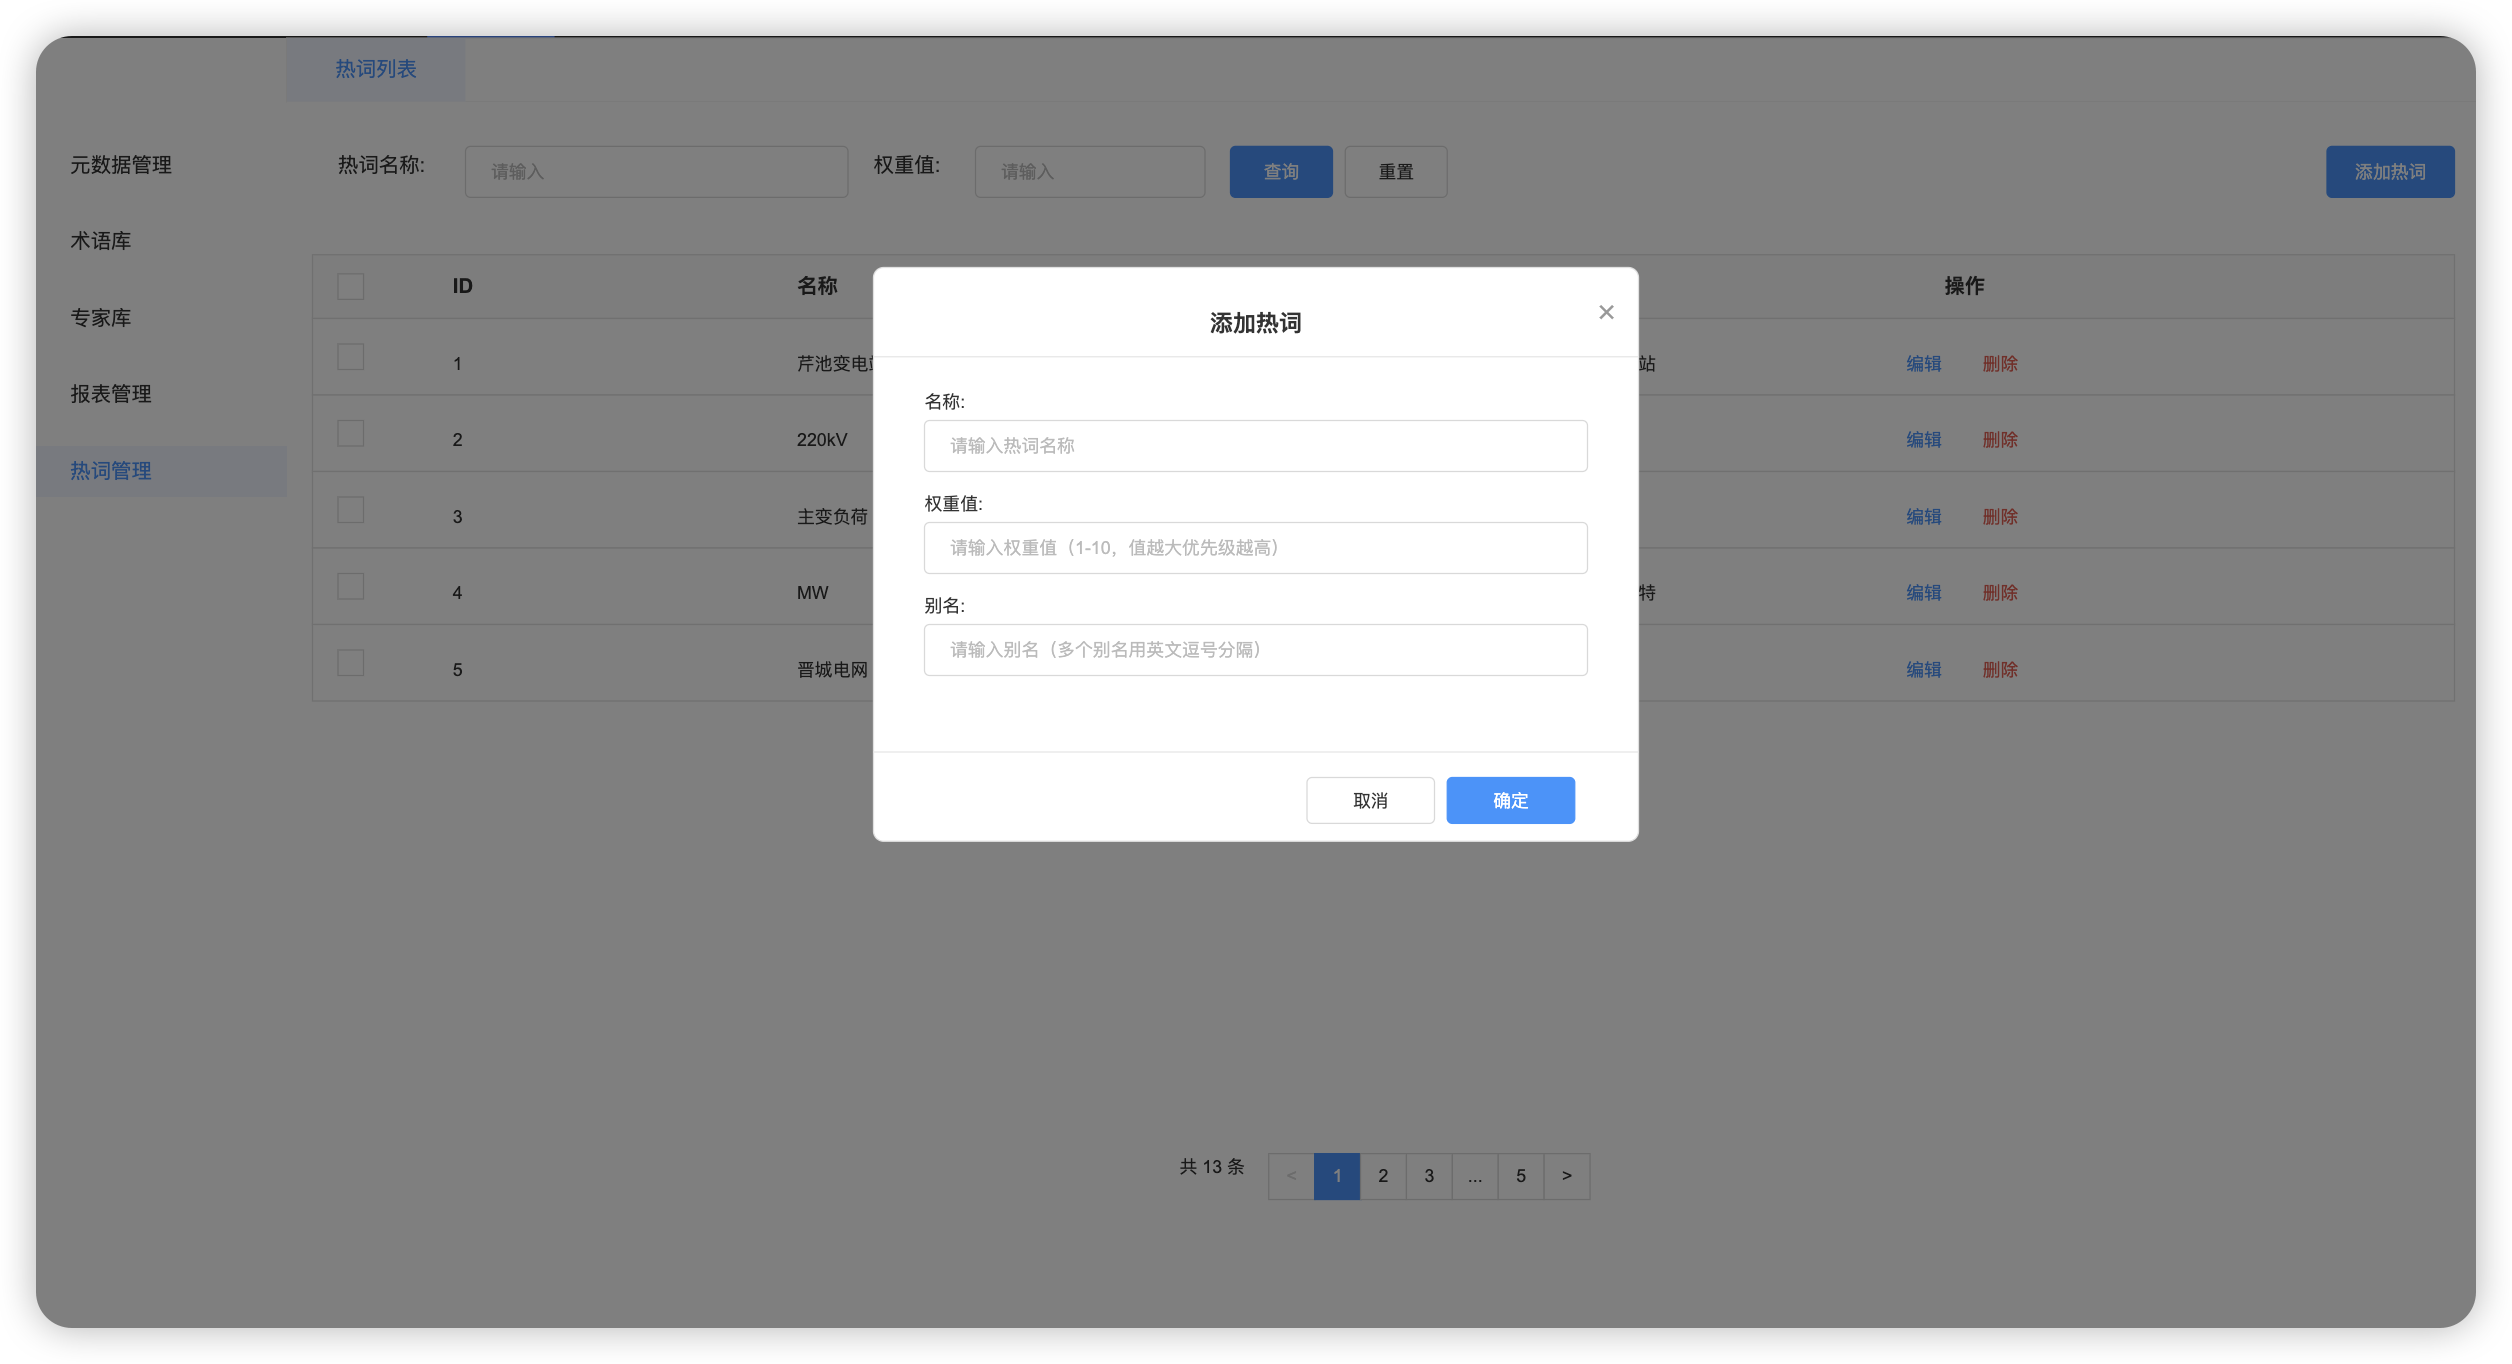 热词列表
元数据管理
热词名称: 请输入 权重值: 请输入 查询 重置 添加热词
术语库
专家库
报表管理
热词管理
ID 名称 操作
1 芹池变电 站 编辑 删除
2 220kV 编辑 删除
3 主变负荷 编辑 删除
4 MW 特 编辑 删除
5 晋城电网 编辑 删除
添加热词 ×
名称:
请输入热词名称
权重值:
请输入权重值（1-10，值越大优先级越高）
别名:
请输入别名（多个别名用英文逗号分隔）
取消 确定
共 13 条 < 1 2 3 ... 5 >